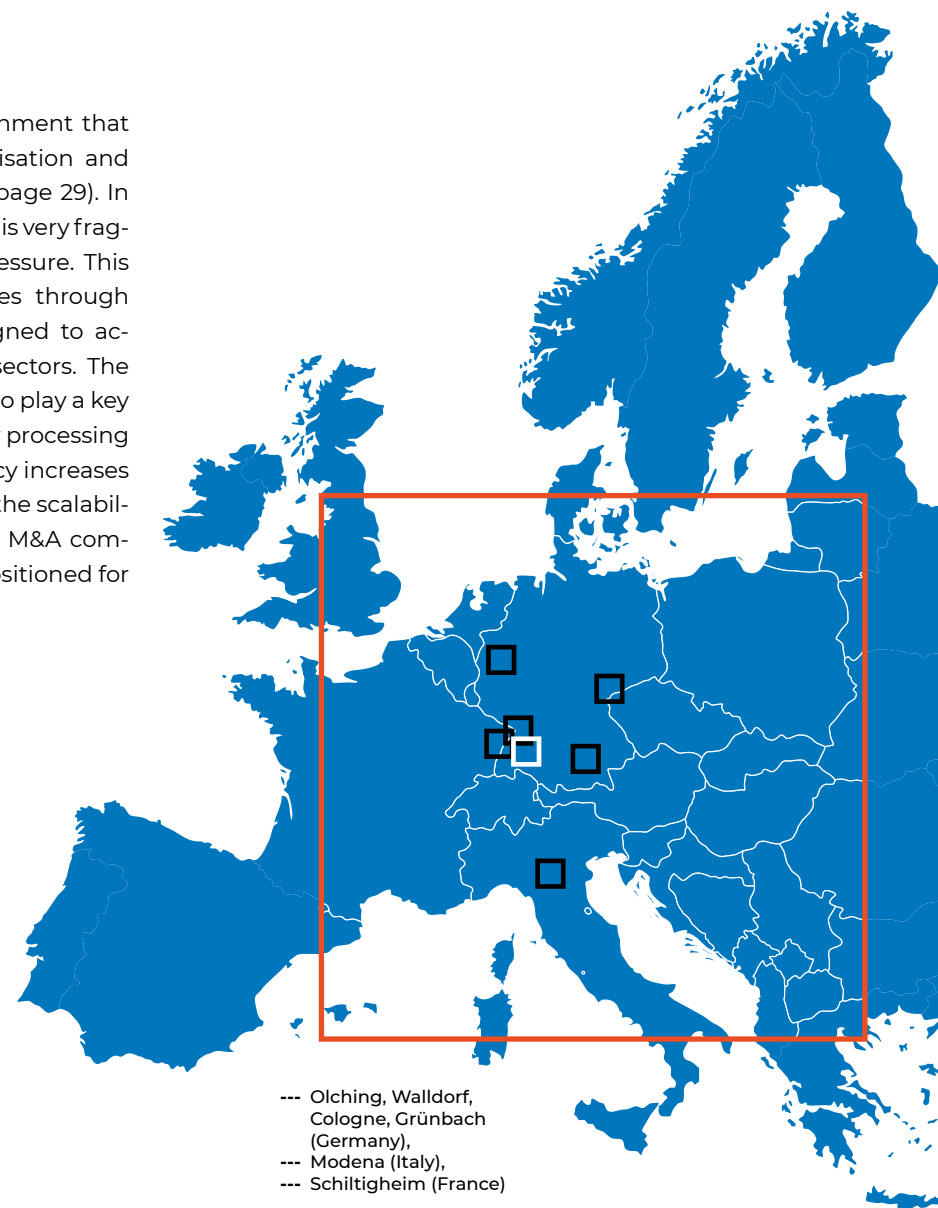 nment that
isation and
page 29). In
is very frag-
essure. This
es through
gned to ac-
sectors. The
o play a key
processing
cy increases
the scalabil-
M&A com-
sitioned for
--- Olching, Walldorf,
Cologne, Grünbach
(Germany),
--- Modena (Italy),
--- Schiltigheim (France)